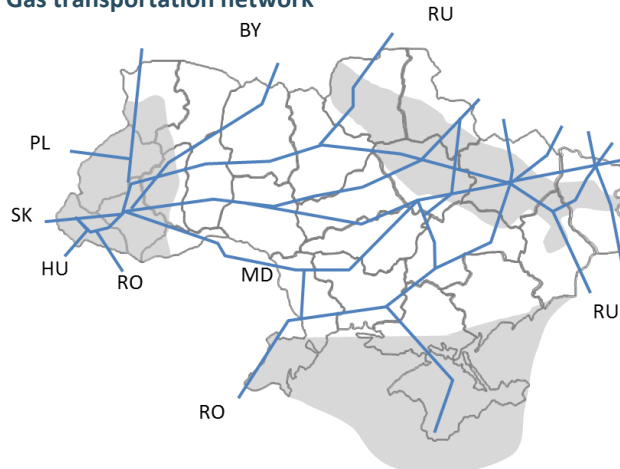 Gas transportation network
BY
RU
PL
SK
HU
RO
MD
RU
RO